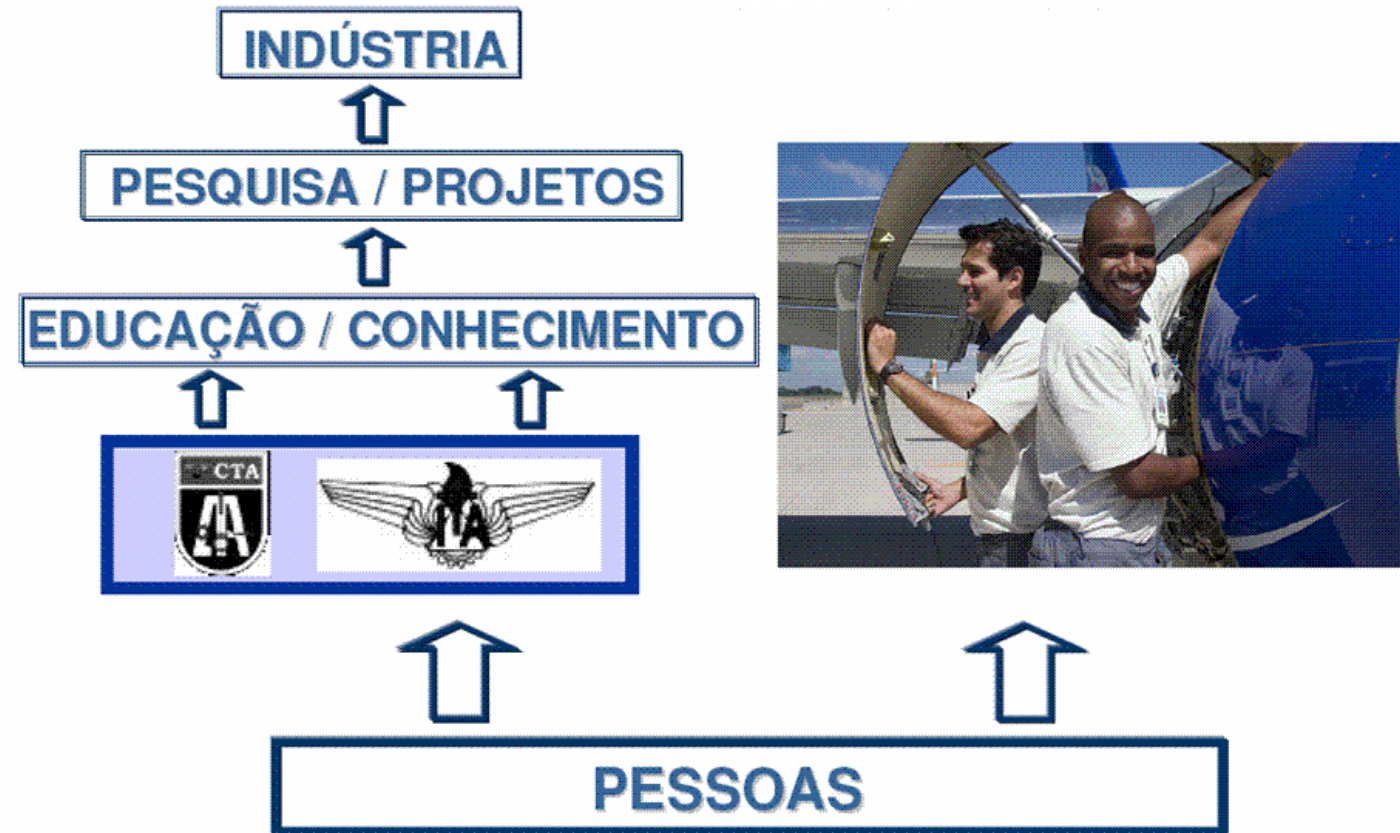 INDÚSTRIA
PESQUISA / PROJETOS
EDUCAÇÃO / CONHECIMENTO
CTA
ITA
PESSOAS